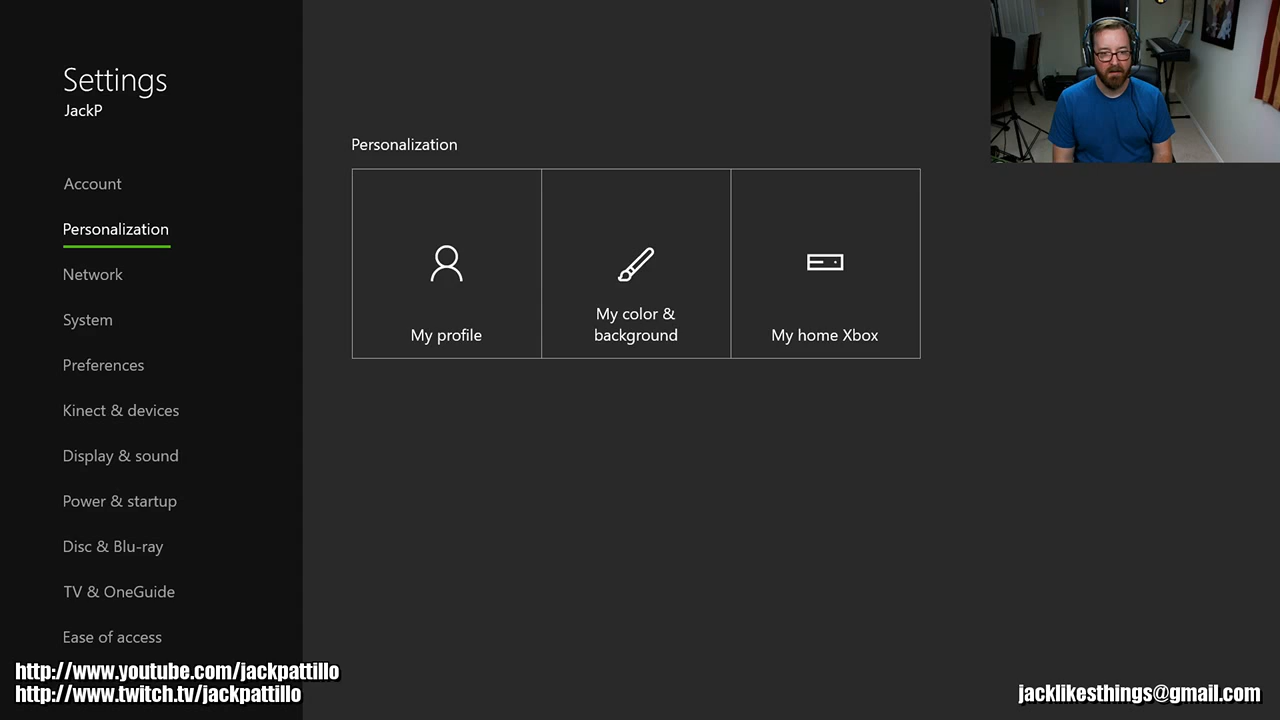 Settings
JackP
Account
Personalization
Network
System
Preferences
Kinect & devices
Display & sound
Power & startup
Disc & Blu-ray
TV & OneGuide
Ease of access
Personalization
My profile
My color &
background
My home Xbox
http://www.youtube.com/jackpattillo
http://www.twitch.tv/jackpattillo
jacklikesthings@gmail.com